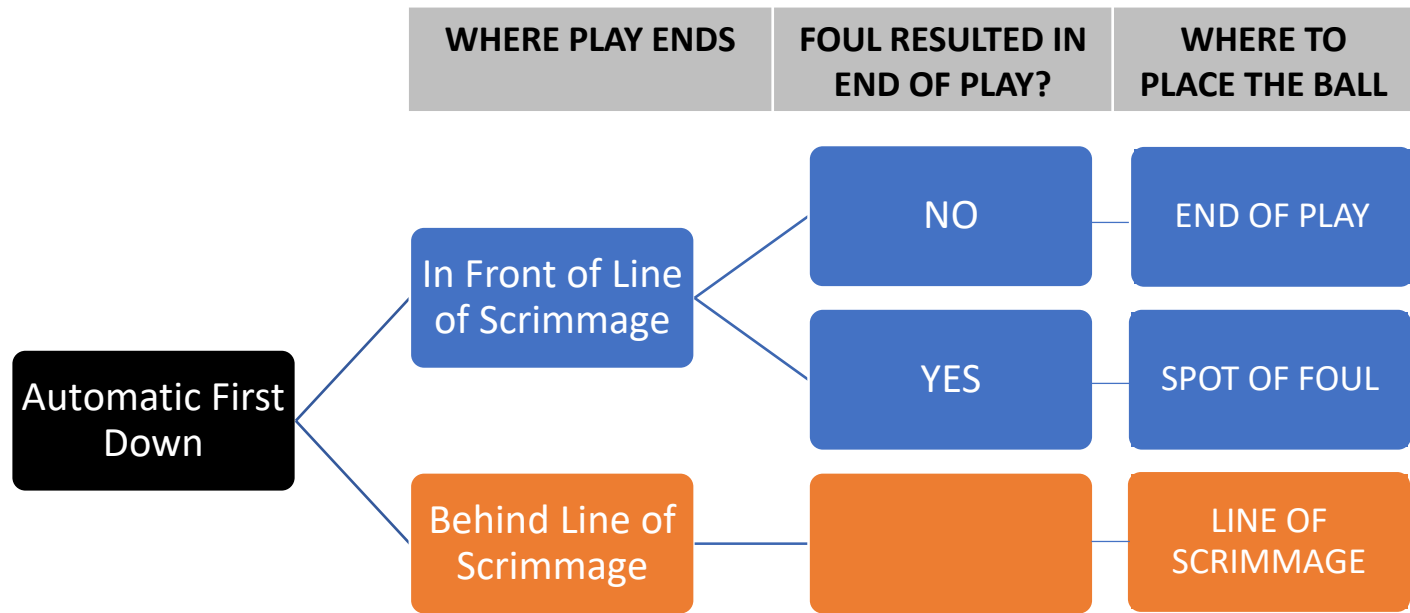 WHERE PLAY ENDS
FOUL RESULTED IN
END OF PLAY?
WHERE TO
PLACE THE BALL
NO
END OF PLAY
In Front of Line
of Scrimmage
YES
SPOT OF FOUL
Automatic First
Down
Behind Line of
Scrimmage
LINE OF
SCRIMMAGE